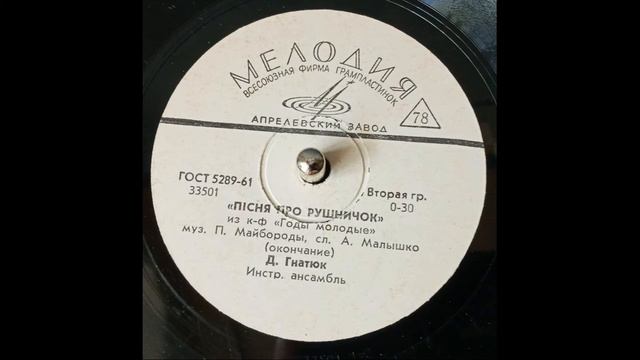 МЕЛОДИЯ
ВСЕСОЮЗНАЯ ФИРМА ГРАМПЛАСТИНОК
78
АПРЕЛЕВСКИЙ ЗАВОД
ГОСТ 5289-61
33501
Вторая гр.
0-30
«ПІСНЯ ПРО РУШНИЧОК»
из к-ф «Годы молодые»
муз. П. Майбороды, сл. А. Малышко
(окончание)
Д. Гнатюк
Инстр. ансамбль